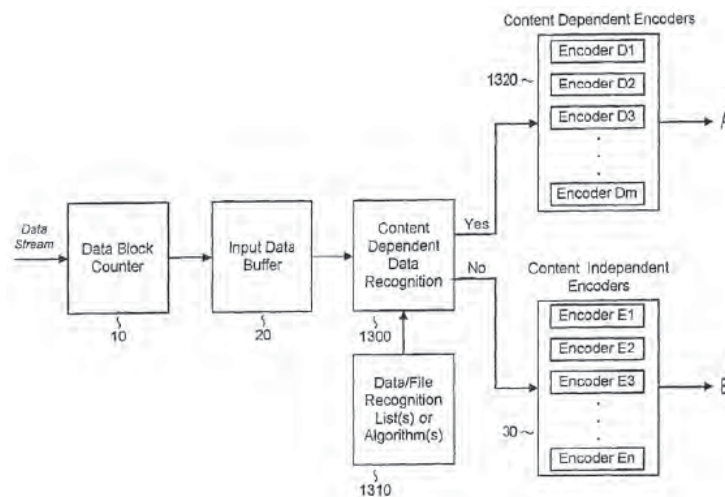 Content Dependent Encoders
Encoder D1
1320
Encoder D2
Encoder D3
Encoder Dm
A
Data
Stream
Data Block
Counter
10
Input Data
Buffer
20
Content
Dependent
Data
Recognition
1300
Yes
No
Data/File
Recognition
List(s) or
Algorithm(s)
1310
Content Independent
Encoders
Encoder E1
Encoder E2
Encoder E3
30
Encoder En